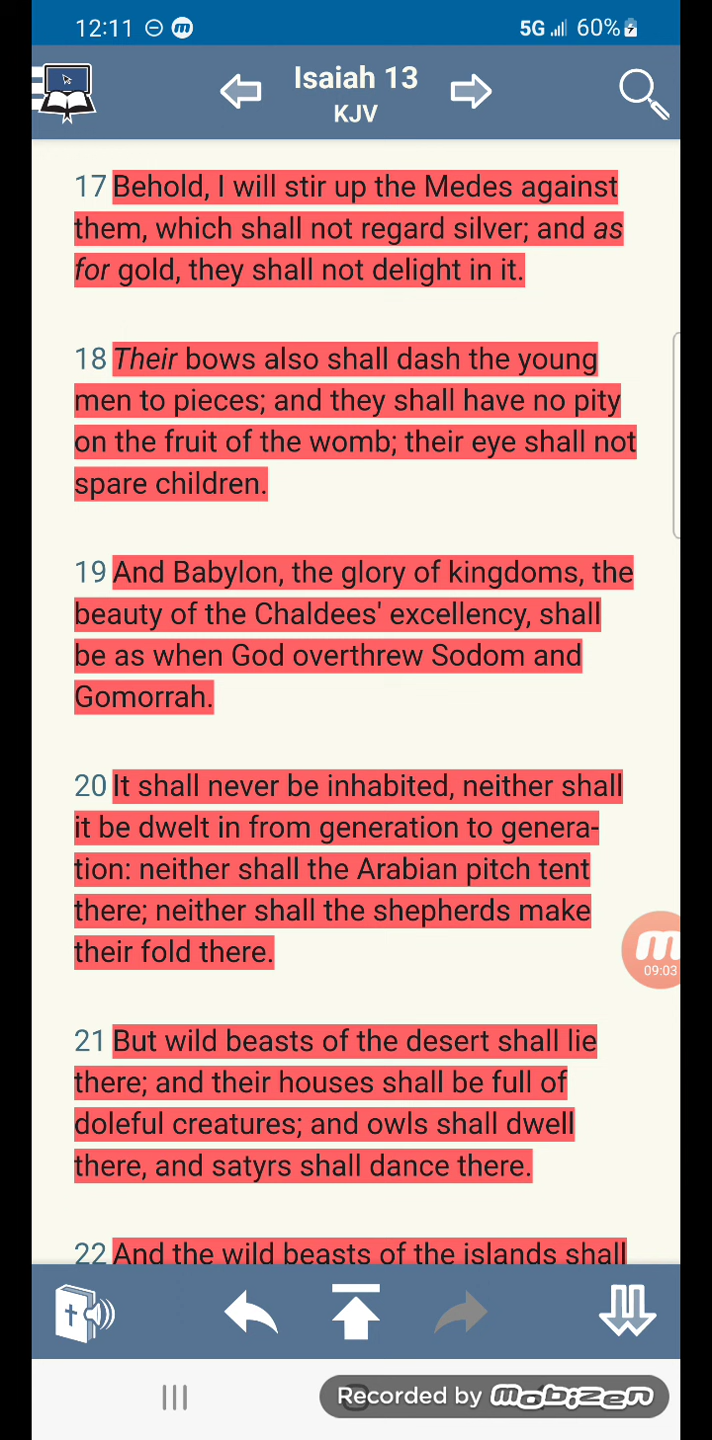 12:11
5G 60%
Isaiah 13
KJV
17 Behold, I will stir up the Medes against
them, which shall not regard silver; and as
for gold, they shall not delight in it.
18 Their bows also shall dash the young
men to pieces; and they shall have no pity
on the fruit of the womb; their eye shall not
spare children.
19 And Babylon, the glory of kingdoms, the
beauty of the Chaldees' excellency, shall
be as when God overthrew Sodom and
Gomorrah.
20 It shall never be inhabited, neither shall
it be dwelt in from generation to genera-
tion: neither shall the Arabian pitch tent
there; neither shall the shepherds make
their fold there.
m
09:03
21 But wild beasts of the desert shall lie
there; and their houses shall be full of
doleful creatures; and owls shall dwell
there, and satyrs shall dance there.
22 And the wild beasts of the islands shall
Recorded by mobizen